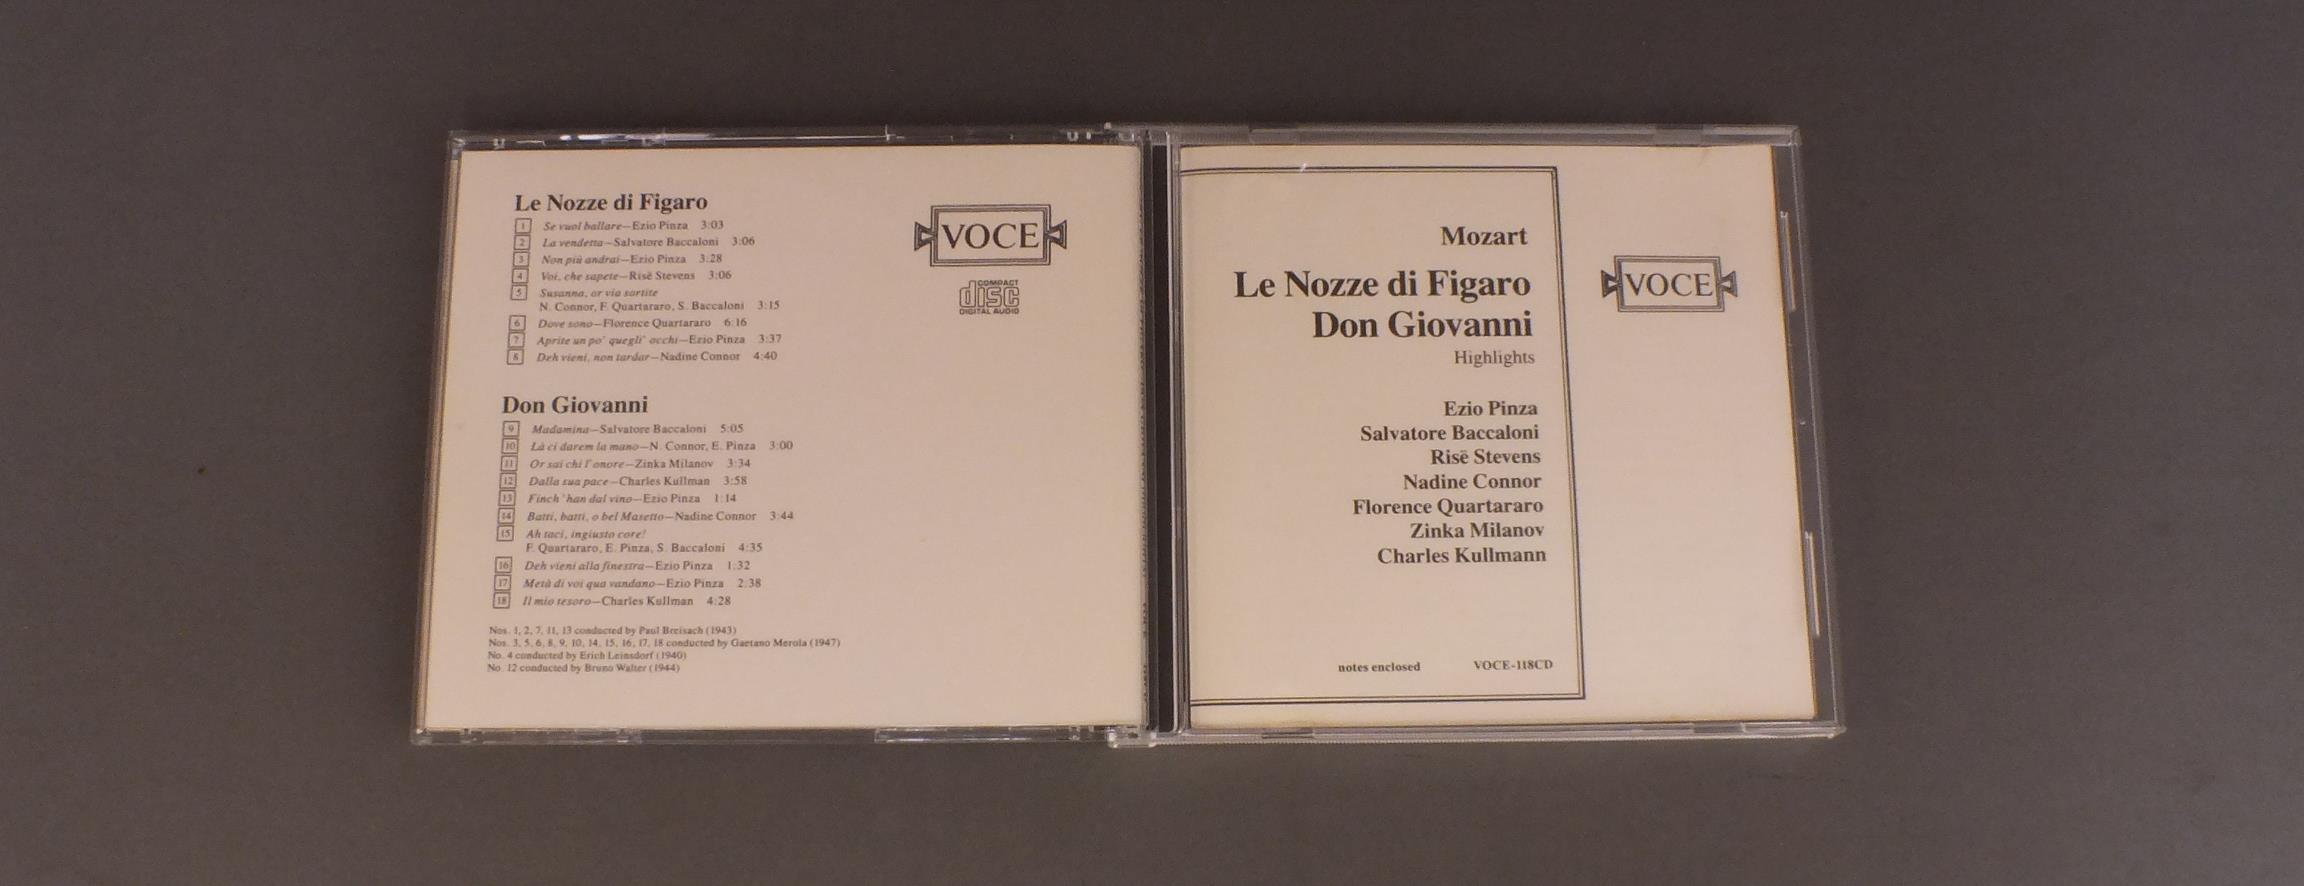 Le Nozze di Figaro
1 Se vuol ballare—Ezio Pinza 3:03
2 La vendetta—Salvatore Baccaloni 3:06
3 Non più andrai—Ezio Pinza 3:28
4 Voi, che sapete—Risë Stevens 3:06
5 Susanna, or via sortite
N. Connor, F. Quartararo, S. Baccaloni 3:15
6 Dove sono—Florence Quartararo 6:16
7 Aprite un po' quegli' occhi—Ezio Pinza 3:37
8 Deh vieni, non tardar—Nadine Connor 4:40
Don Giovanni
9 Madamina—Salvatore Baccaloni 5:05
10 Là ci darem la mano—N. Connor, E. Pinza 3:00
11 Or sai chi l'onore—Zinka Milanov 3:34
12 Dalla sua pace—Charles Kullman 3:58
13 Finch 'han dal vino—Ezio Pinza 1:14
14 Batti, batti, o bel Masetto—Nadine Connor 3:44
15 Ah taci, ingiusto core!
F. Quartararo, E. Pinza, S. Baccaloni 4:35
16 Deh vieni alla finestra—Ezio Pinza 1:32
17 Metà di voi qua vandano—Ezio Pinza 2:38
18 Il mio tesoro—Charles Kullman 4:28
Nos. 1, 2, 7, 11, 13 conducted by Paul Breisach (1943)
Nos. 3, 5, 6, 8, 9, 10, 14, 15, 16, 17, 18 conducted by Gaetano Merola (1947)
No. 4 conducted by Erich Leinsdorf (1940)
No. 12 conducted by Bruno Walter (1944)
VOCE
COMPACT
disc
DIGITAL AUDIO
Mozart
Le Nozze di Figaro
Don Giovanni
Highlights
Ezio Pinza
Salvatore Baccaloni
Risë Stevens
Nadine Connor
Florence Quartararo
Zinka Milanov
Charles Kullmann
notes enclosed VOCE-118CD
VOCE